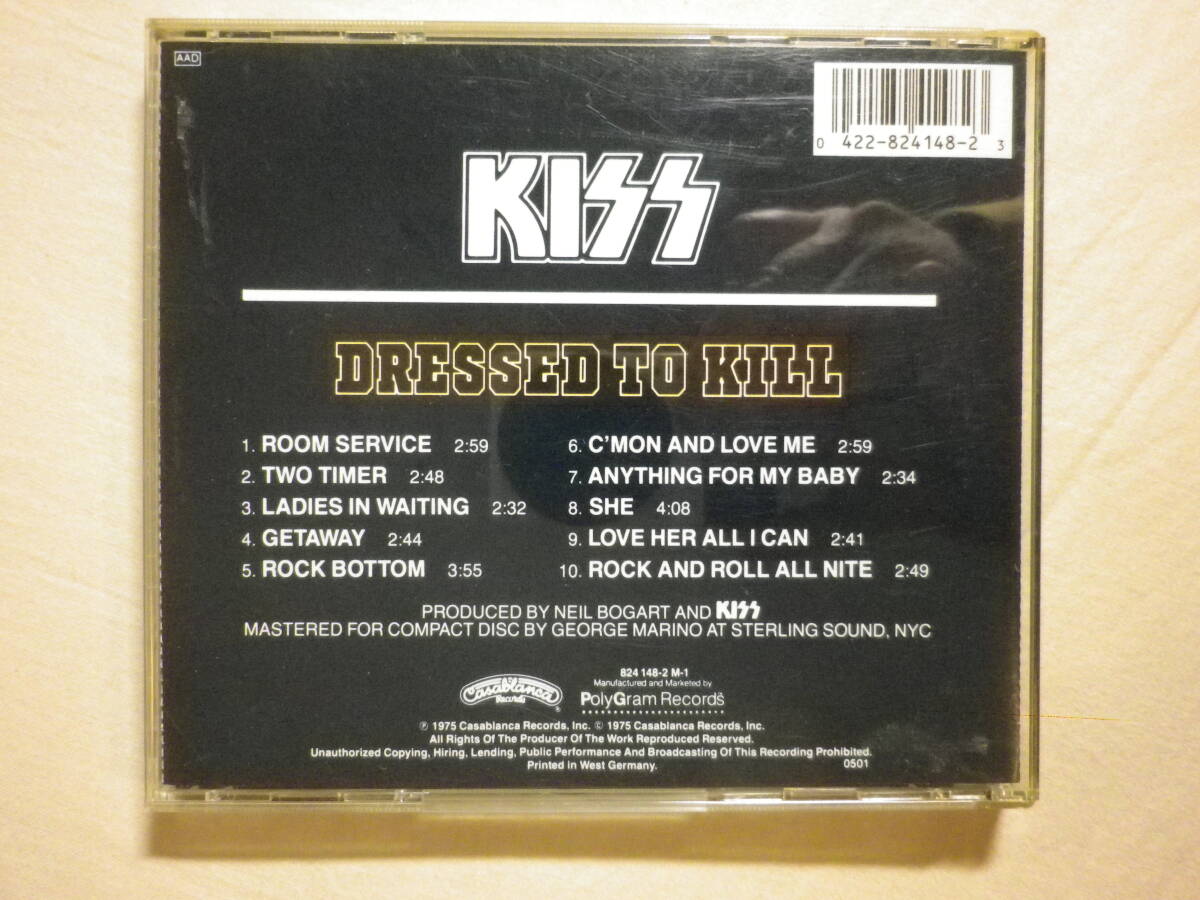 AAD
0 422-824148-2 3
KISS
DRESSED TO KILL
1. ROOM SERVICE 2:59
2. TWO TIMER 2:48
3. LADIES IN WAITING 2:32
4. GETAWAY 2:44
5. ROCK BOTTOM 3:55
6. C'MON AND LOVE ME 2:59
7. ANYTHING FOR MY BABY 2:34
8. SHE 4:08
9. LOVE HER ALL I CAN 2:41
10. ROCK AND ROLL ALL NITE 2:49
PRODUCED BY NEIL BOGART AND KISS
MASTERED FOR COMPACT DISC BY GEORGE MARINO AT STERLING SOUND, NYC
Casablanca
Records
®
824 148-2 M-1
Manufactured and Marketed by
PolyGram Records
℗ 1975 Casablanca Records, Inc. © 1975 Casablanca Records, Inc.
All Rights Of The Producer Of The Work Reproduced Reserved.
Unauthorized Copying, Hiring, Lending, Public Performance And Broadcasting Of This Recording Prohibited.
Printed in West Germany.
0501